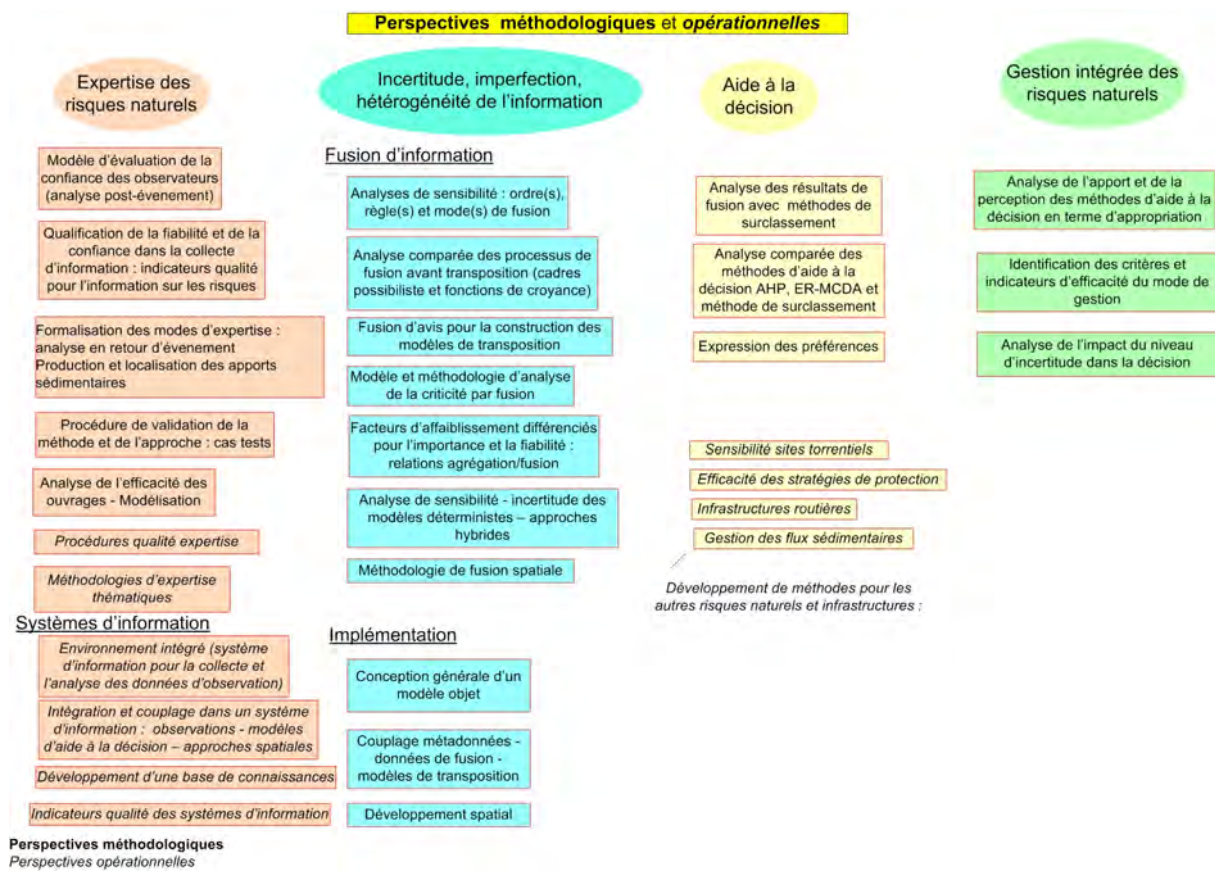 Perspectives méthodologiques et opérationnelles
Expertise des
risques naturels
Modèle d'évaluation de la
confiance des observateurs
(analyse post-évenement)
Qualification de la fiabilité et de la
confiance dans la collecte
d'information : indicateurs qualité
pour l'information sur les risques
Formalisation des modes d'expertise :
analyse en retour d'évenement
Production et localisation des apports
sédimentaires
Procédure de validation de la
méthode et de l'approche : cas tests
Analyse de l'efficacité des
ouvrages - Modélisation
Procédures qualité expertise
Méthodologies d'expertise
thématiques
Systèmes d'information
Environnement intégré (système
d'information pour la collecte et
l'analyse des données d'observation)
Intégration et couplage dans un système
d'information : observations - modèles
d'aide à la décision – approches spatiales
Développement d'une base de connaissances
Indicateurs qualité des systèmes d'information
Incertitude, imperfection,
hétérogénéité de l'information
Fusion d'information
Analyses de sensibilité : ordre(s),
règle(s) et mode(s) de fusion
Analyse comparée des processus de
fusion avant transposition (cadres
possibiliste et fonctions de croyance)
Fusion d'avis pour la construction des
modèles de transposition
Modèle et méthodologie d'analyse
de la criticité par fusion
Facteurs d'affaiblissement différenciés
pour l'importance et la fiabilité :
relations agrégation/fusion
Analyse de sensibilité - incertitude des
modèles déterministes – approches
hybrides
Méthodologie de fusion spatiale
Implémentation
Conception générale d'un
modèle objet
Couplage métadonnées -
données de fusion -
modèles de transposition
Développement spatial
Aide à la
décision
Analyse des résultats de
fusion avec méthodes de
surclassement
Analyse comparée des
méthodes d'aide à la
décision AHP, ER-MCDA et
méthode de surclassement
Expression des préférences
Sensibilité sites torrentiels
Efficacité des stratégies de protection
Infrastructures routières
Gestion des flux sédimentaires
Développement de méthodes pour les
autres risques naturels et infrastructures :
Gestion intégrée des
risques naturels
Analyse de l'apport et de la
perception des méthodes d'aide à la
décision en terme d'appropriation
Identification des critères et
indicateurs d'efficacité du mode de
gestion
Analyse de l'impact du niveau
d'incertitude dans la décision
Perspectives méthodologiques
Perspectives opérationnelles